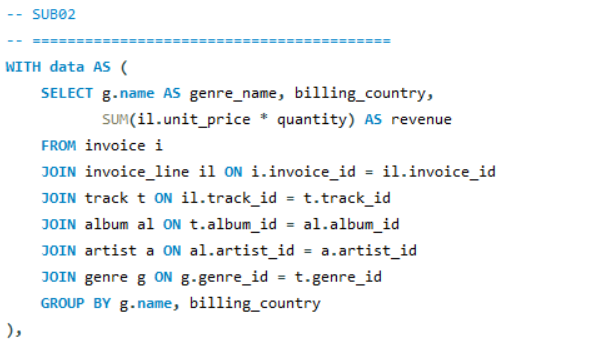 -- SUB02
-- =========================================
WITH data AS (
    SELECT g.name AS genre_name, billing_country,
           SUM(il.unit_price * quantity) AS revenue
    FROM invoice i
    JOIN invoice_line il ON i.invoice_id = il.invoice_id
    JOIN track t ON il.track_id = t.track_id
    JOIN album al ON t.album_id = al.album_id
    JOIN artist a ON al.artist_id = a.artist_id
    JOIN genre g ON g.genre_id = t.genre_id
    GROUP BY g.name, billing_country
),